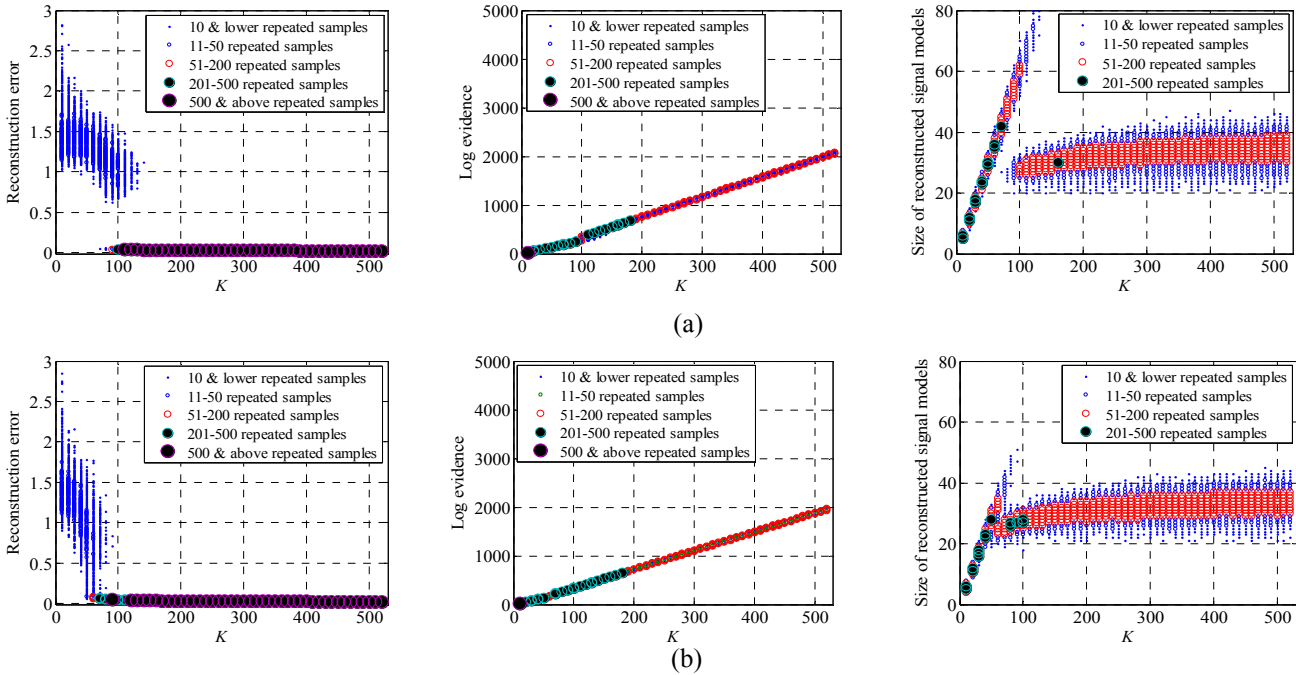 3
2.5
2
1.5
1
0.5
0
0 100 200 300 400 500
Reconstruction error
K
10 & lower repeated samples
11-50 repeated samples
51-200 repeated samples
201-500 repeated samples
500 & above repeated samples
5000
4000
3000
2000
1000
0
0 100 200 300 400 500
Log evidence
K
10 & lower repeated samples
11-50 repeated samples
51-200 repeated samples
201-500 repeated samples
500 & above repeated samples
80
60
40
20
0
0 100 200 300 400 500
Size of reconstructed signal models
K
10 & lower repeated samples
11-50 repeated samples
51-200 repeated samples
201-500 repeated samples
(a)
3
2.5
2
1.5
1
0.5
0
0 100 200 300 400 500
Reconstruction error
K
10 & lower repeated samples
11-50 repeated samples
51-200 repeated samples
201-500 repeated samples
500 & above repeated samples
5000
4000
3000
2000
1000
0
0 100 200 300 400 500
Log evidence
K
10 & lower repeated samples
11-50 repeated samples
51-200 repeated samples
201-500 repeated samples
500 & above repeated samples
80
60
40
20
0
0 100 200 300 400 500
Size of reconstructed signal models
K
10 & lower repeated samples
11-50 repeated samples
51-200 repeated samples
201-500 repeated samples
(b)